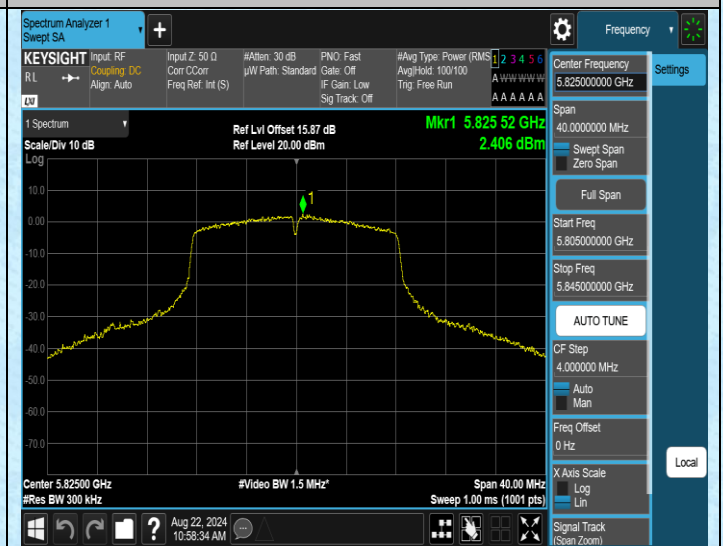 Spectrum Analyzer 1
Swept SA
+
Frequency
KEYSIGHT
R L
LXI
Input: RF
Coupling: DC
Align: Auto
Input Z: 50 Ω
Corr CCorr
Freq Ref: Int (S)
#Atten: 30 dB
µW Path: Standard
PNO: Fast
Gate: Off
IF Gain: Low
Sig Track: Off
#Avg Type: Power (RMS
Avg|Hold: 100/100
Trig: Free Run
1 2 3 4 5 6
A W W W W W
A A A A A A
1 Spectrum
Scale/Div 10 dB
Ref Lvl Offset 15.87 dB
Ref Level 20.00 dBm
Mkr1 5.825 52 GHz
2.406 dBm
Log
10.0
0.00
-10.0
-20.0
-30.0
-40.0
-50.0
-60.0
-70.0
1
Center 5.82500 GHz
#Res BW 300 kHz
#Video BW 1.5 MHz*
Span 40.00 MHz
Sweep 1.00 ms (1001 pts)
?
Aug 22, 2024
10:58:34 AM
Center Frequency
5.825000000 GHz
Settings
Span
40.0000000 MHz
Swept Span
Zero Span
Full Span
Start Freq
5.805000000 GHz
Stop Freq
5.845000000 GHz
AUTO TUNE
CF Step
4.000000 MHz
Auto
Man
Freq Offset
0 Hz
X Axis Scale
Log
Lin
Local
Signal Track
(Span Zoom)